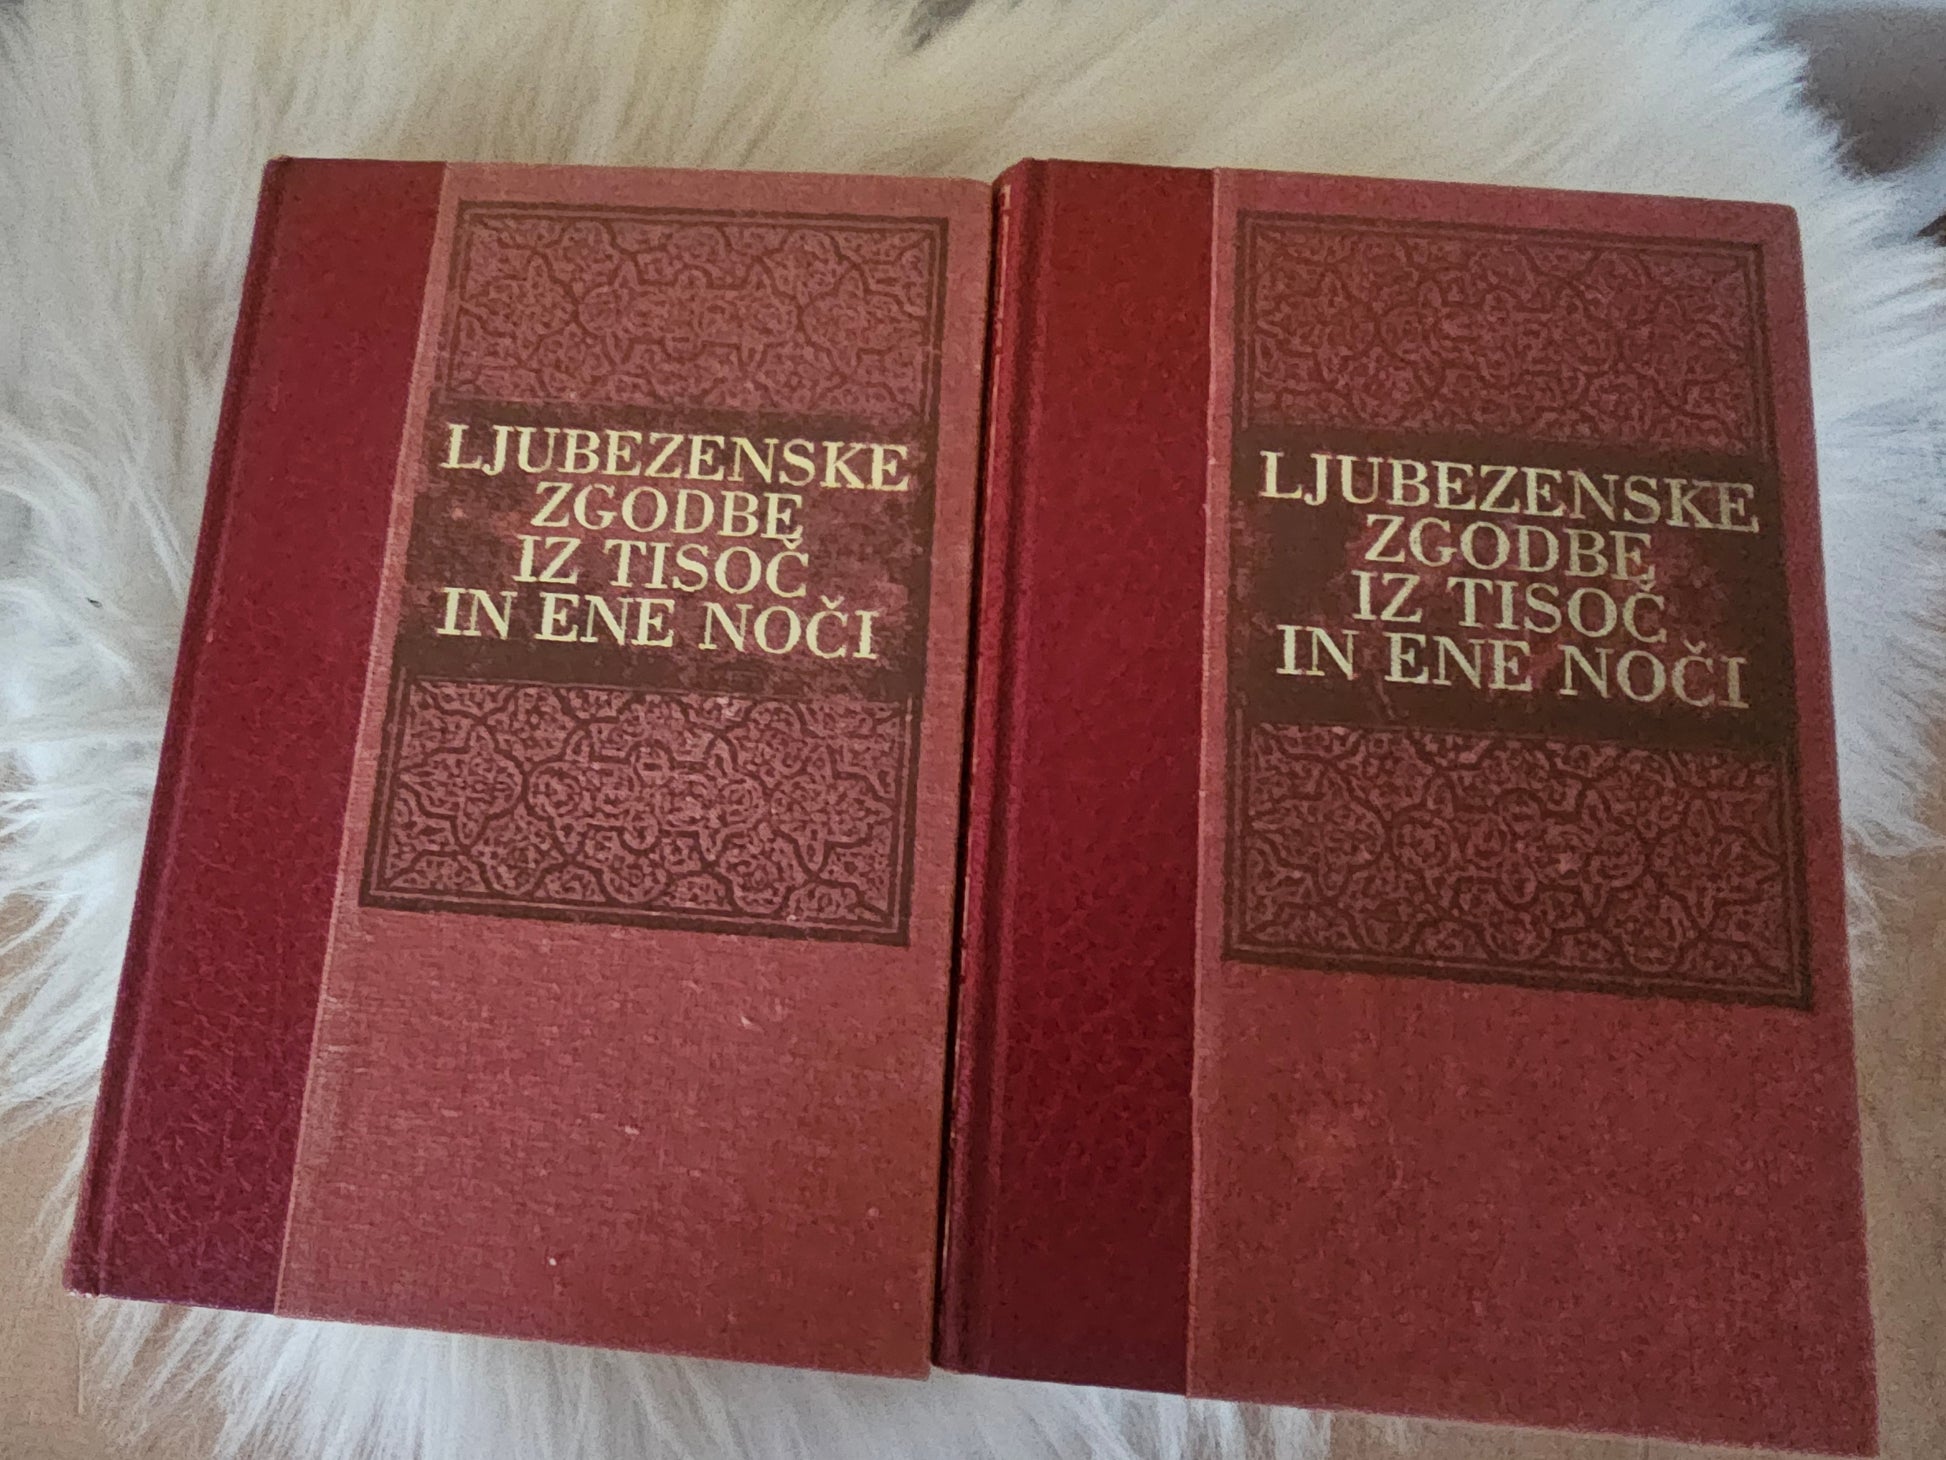 LJUBEZENSKE
ZGODBE
IZ TISOČ
IN ENE NOČI
LJUBEZENSKE
ZGODBE
IZ TISOČ
IN ENE NOČI